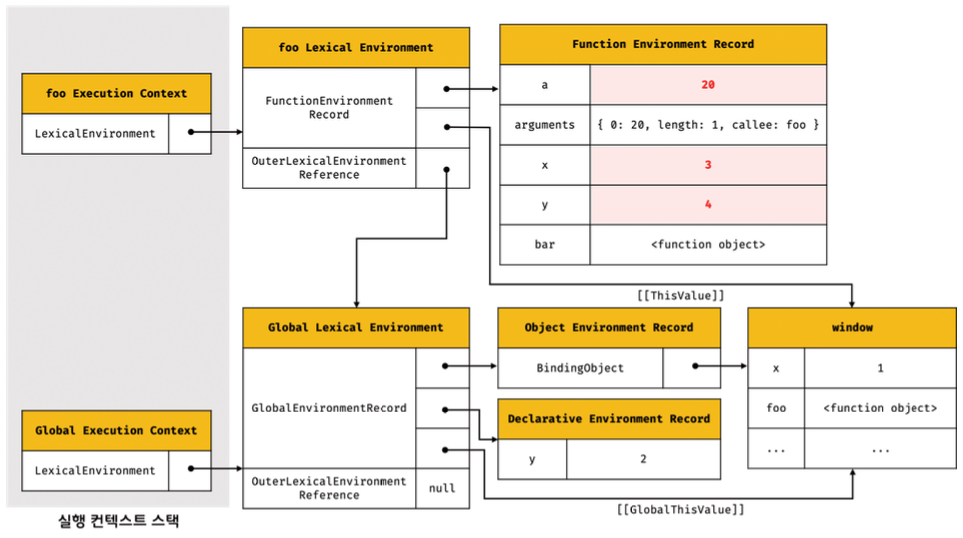 foo Execution Context
LexicalEnvironment
foo Lexical Environment
FunctionEnvironment
Record
OuterLexicalEnvironment
Reference
Function Environment Record
a 20
arguments { 0: 20, length: 1, callee: foo }
x 3
y 4
bar <function object>
[[ThisValue]]
Global Execution Context
LexicalEnvironment
Global Lexical Environment
GlobalEnvironmentRecord
OuterLexicalEnvironment
Reference
null
Object Environment Record
BindingObject
Declarative Environment Record
y 2
window
x 1
foo <function object>
... ...
[[GlobalThisValue]]
실행 컨텍스트 스택